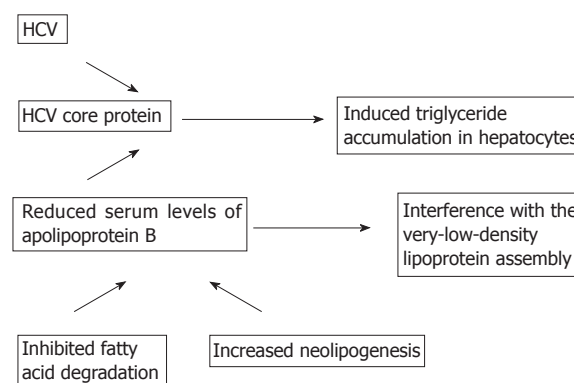 HCV
HCV core protein
Induced triglyceride
accumulation in hepatocytes
Reduced serum levels of
apolipoprotein B
Interference with the
very-low-density
lipoprotein assembly
Inhibited fatty
acid degradation
Increased neolipogenesis